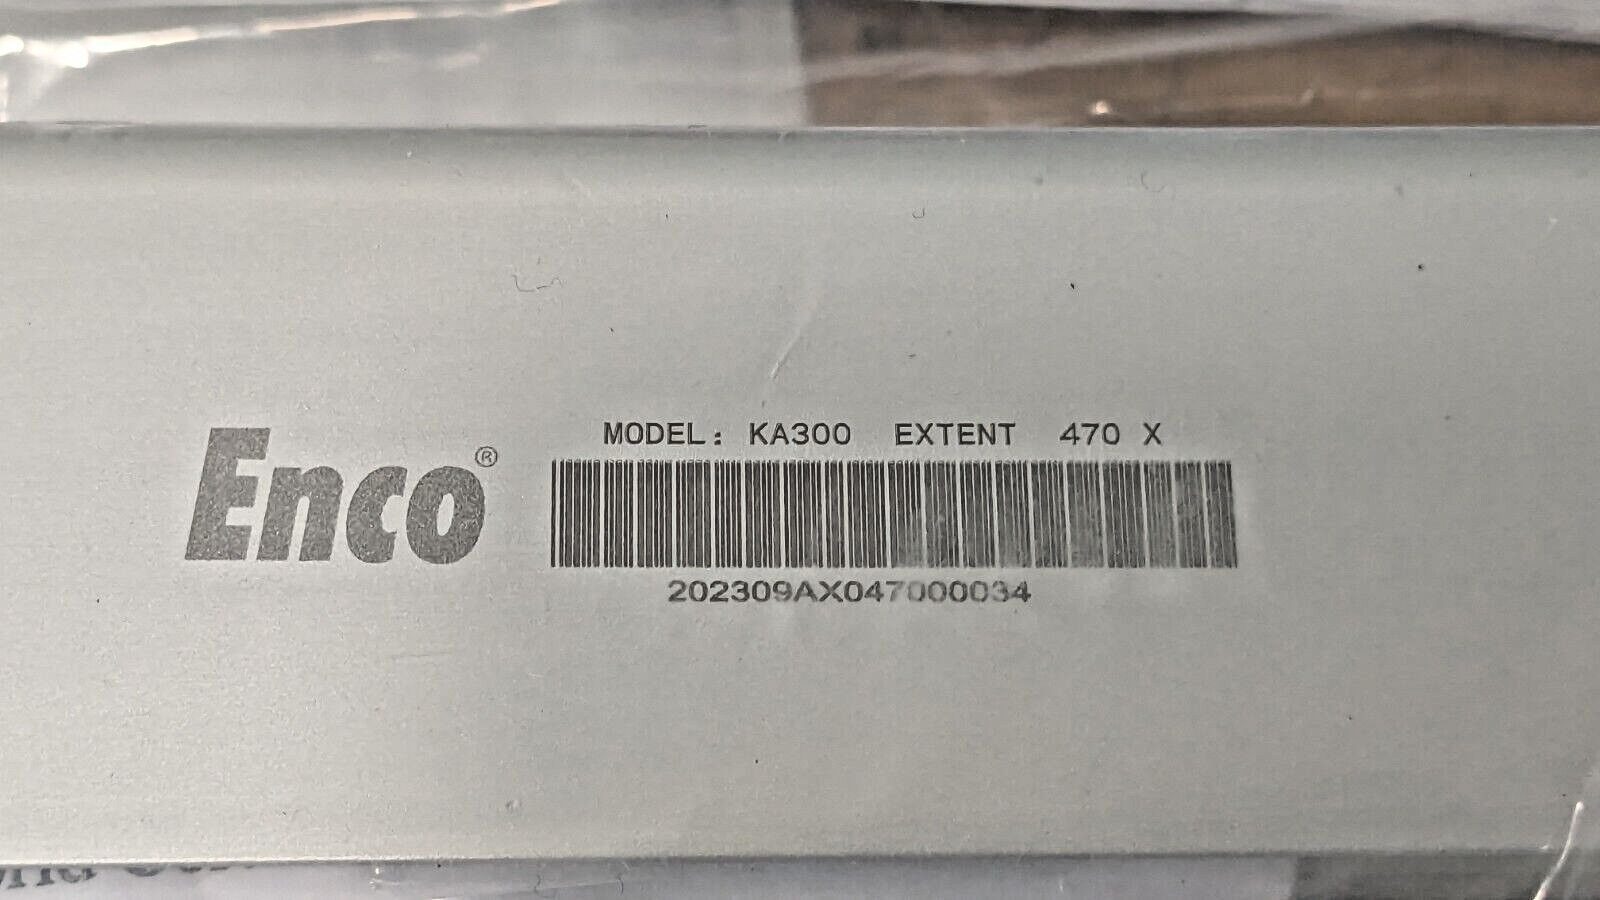 Enco®
MODEL: KA300 EXTENT 470 X
202309AX047000034